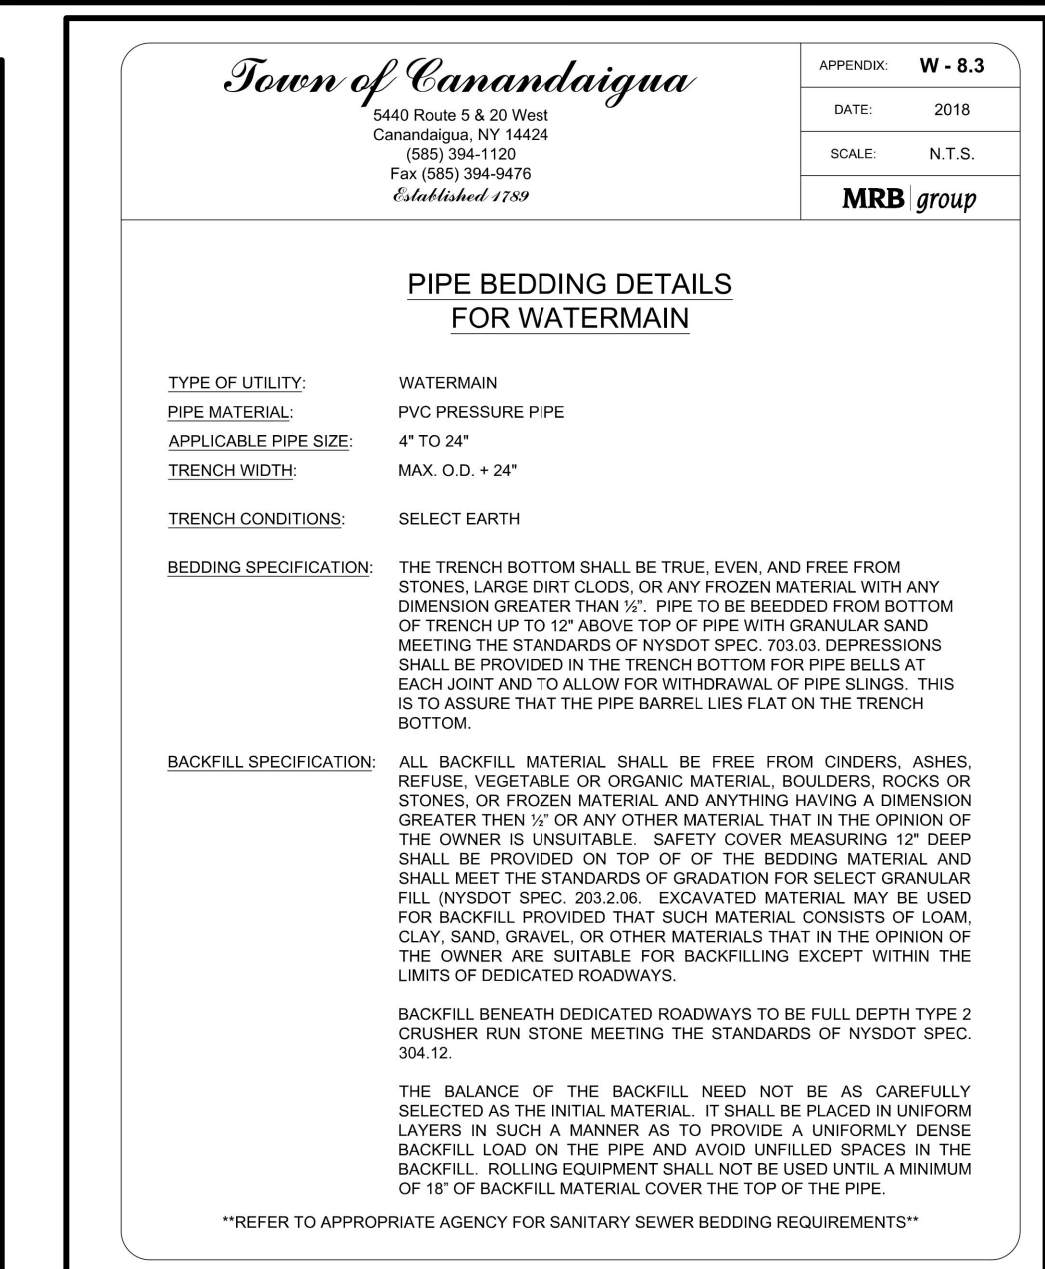 Town of Canandaigua
5440 Route 5 & 20 West
Canandaigua, NY 14424
(585) 394-1120
Fax (585) 394-9476
Established 1789
APPENDIX: W - 8.3
DATE: 2018
SCALE: N.T.S.
MRB group
PIPE BEDDING DETAILS
FOR WATERMAIN
TYPE OF UTILITY: WATERMAIN
PIPE MATERIAL: PVC PRESSURE PIPE
APPLICABLE PIPE SIZE: 4" TO 24"
TRENCH WIDTH: MAX. O.D. + 24"
TRENCH CONDITIONS: SELECT EARTH
BEDDING SPECIFICATION: THE TRENCH BOTTOM SHALL BE TRUE, EVEN, AND FREE FROM
STONES, LARGE DIRT CLODS, OR ANY FROZEN MATERIAL WITH ANY
DIMENSION GREATER THAN ½”. PIPE TO BE BEEDDED FROM BOTTOM
OF TRENCH UP TO 12" ABOVE TOP OF PIPE WITH GRANULAR SAND
MEETING THE STANDARDS OF NYSDOT SPEC. 703.03. DEPRESSIONS
SHALL BE PROVIDED IN THE TRENCH BOTTOM FOR PIPE BELLS AT
EACH JOINT AND TO ALLOW FOR WITHDRAWAL OF PIPE SLINGS. THIS
IS TO ASSURE THAT THE PIPE BARREL LIES FLAT ON THE TRENCH
BOTTOM.
BACKFILL SPECIFICATION: ALL BACKFILL MATERIAL SHALL BE FREE FROM CINDERS, ASHES,
REFUSE, VEGETABLE OR ORGANIC MATERIAL, BOULDERS, ROCKS OR
STONES, OR FROZEN MATERIAL AND ANYTHING HAVING A DIMENSION
GREATER THEN ½” OR ANY OTHER MATERIAL THAT IN THE OPINION OF
THE OWNER IS UNSUITABLE. SAFETY COVER MEASURING 12" DEEP
SHALL BE PROVIDED ON TOP OF OF THE BEDDING MATERIAL AND
SHALL MEET THE STANDARDS OF GRADATION FOR SELECT GRANULAR
FILL (NYSDOT SPEC. 203.2.06. EXCAVATED MATERIAL MAY BE USED
FOR BACKFILL PROVIDED THAT SUCH MATERIAL CONSISTS OF LOAM,
CLAY, SAND, GRAVEL, OR OTHER MATERIALS THAT IN THE OPINION OF
THE OWNER ARE SUITABLE FOR BACKFILLING EXCEPT WITHIN THE
LIMITS OF DEDICATED ROADWAYS.
BACKFILL BENEATH DEDICATED ROADWAYS TO BE FULL DEPTH TYPE 2
CRUSHER RUN STONE MEETING THE STANDARDS OF NYSDOT SPEC.
304.12.
THE BALANCE OF THE BACKFILL NEED NOT BE AS CAREFULLY
SELECTED AS THE INITIAL MATERIAL. IT SHALL BE PLACED IN UNIFORM
LAYERS IN SUCH A MANNER AS TO PROVIDE A UNIFORMLY DENSE
BACKFILL LOAD ON THE PIPE AND AVOID UNFILLED SPACES IN THE
BACKFILL. ROLLING EQUIPMENT SHALL NOT BE USED UNTIL A MINIMUM
OF 18” OF BACKFILL MATERIAL COVER THE TOP OF THE PIPE.
**REFER TO APPROPRIATE AGENCY FOR SANITARY SEWER BEDDING REQUIREMENTS**